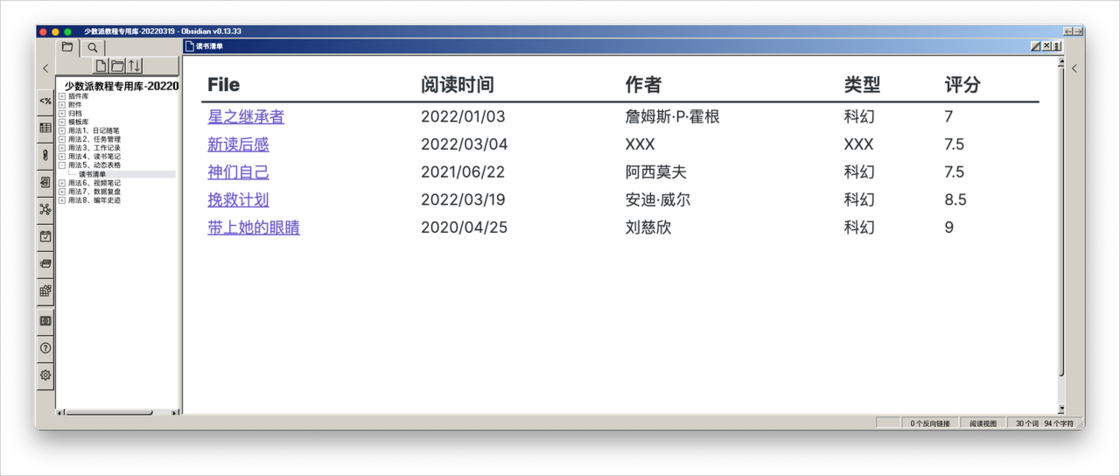 少数派教程专用库-20220319 - Obsidian v0.13.33
读书清单
少数派教程专用库-20220
插件库
附件
归档
模板库
用法1、日记随笔
用法2、任务管理
用法3、工作记录
用法4、读书笔记
用法5、动态表格
读书清单
用法6、视频笔记
用法7、数据复盘
用法8、编年史迹
File 阅读时间 作者 类型 评分
星之继承者 2022/01/03 詹姆斯·P·霍根 科幻 7
新读后感 2022/03/04 XXX XXX 7.5
神们自己 2021/06/22 阿西莫夫 科幻 7.5
挽救计划 2022/03/19 安迪·威尔 科幻 8.5
带上她的眼睛 2020/04/25 刘慈欣 科幻 9
0 个反向链接 阅读视图 30 个词 94 个字符